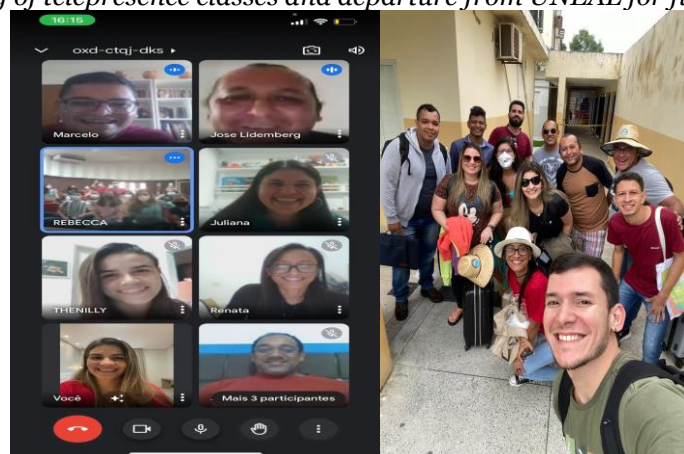 of telepresence classes and departure from UNEAL for
16:15
oxd-ctqj-dks
Marcelo
Jose Lidemberg
REBECCA
Juliana
THENILLY
Renata
Você
Mais 3 participantes